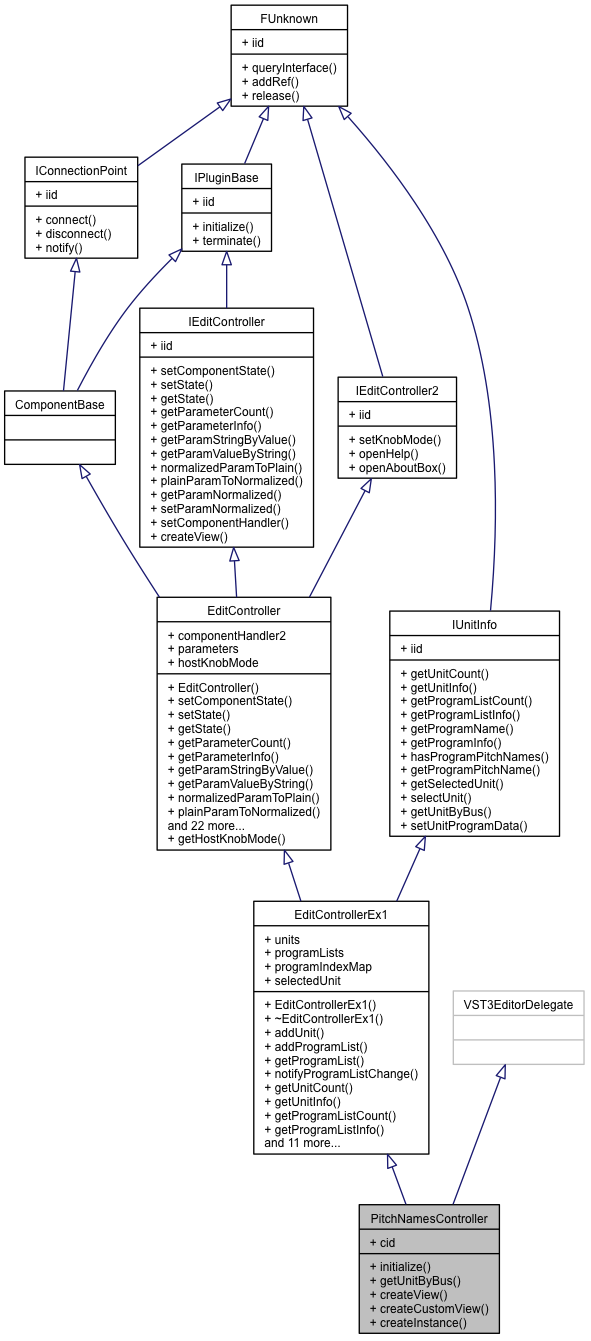 FUnknown
+ iid
+ queryInterface()
+ addRef()
+ release()
IConnectionPoint
+ iid
+ connect()
+ disconnect()
+ notify()
IPluginBase
+ iid
+ initialize()
+ terminate()
IEditController
+ iid
+ setComponentState()
+ setState()
+ getState()
+ getParameterCount()
+ getParameterInfo()
+ getParamStringByValue()
+ getParamValueByString()
+ normalizedParamToPlain()
+ plainParamToNormalized()
+ getParamNormalized()
+ setParamNormalized()
+ setComponentHandler()
+ createView()
IEditController2
+ iid
+ setKnobMode()
+ openHelp()
+ openAboutBox()
ComponentBase
EditController
+ componentHandler2
+ parameters
+ hostKnobMode
+ EditController()
+ setComponentState()
+ setState()
+ getState()
+ getParameterCount()
+ getParameterInfo()
+ getParamStringByValue()
+ getParamValueByString()
+ normalizedParamToPlain()
+ plainParamToNormalized()
and 22 more...
+ getHostKnobMode()
IUnitInfo
+ iid
+ getUnitCount()
+ getUnitInfo()
+ getProgramListCount()
+ getProgramListInfo()
+ getProgramName()
+ getProgramInfo()
+ hasProgramPitchNames()
+ getProgramPitchName()
+ getSelectedUnit()
+ selectUnit()
+ getUnitByBus()
+ setUnitProgramData()
EditControllerEx1
+ units
+ programLists
+ programIndexMap
+ selectedUnit
+ EditControllerEx1()
+ ~EditControllerEx1()
+ addUnit()
+ addProgramList()
+ getProgramList()
+ notifyProgramListChange()
+ getUnitCount()
+ getUnitInfo()
+ getProgramListCount()
+ getProgramListInfo()
and 11 more...
VST3EditorDelegate
PitchNamesController
+ cid
+ initialize()
+ getUnitByBus()
+ createView()
+ createCustomView()
+ createInstance()